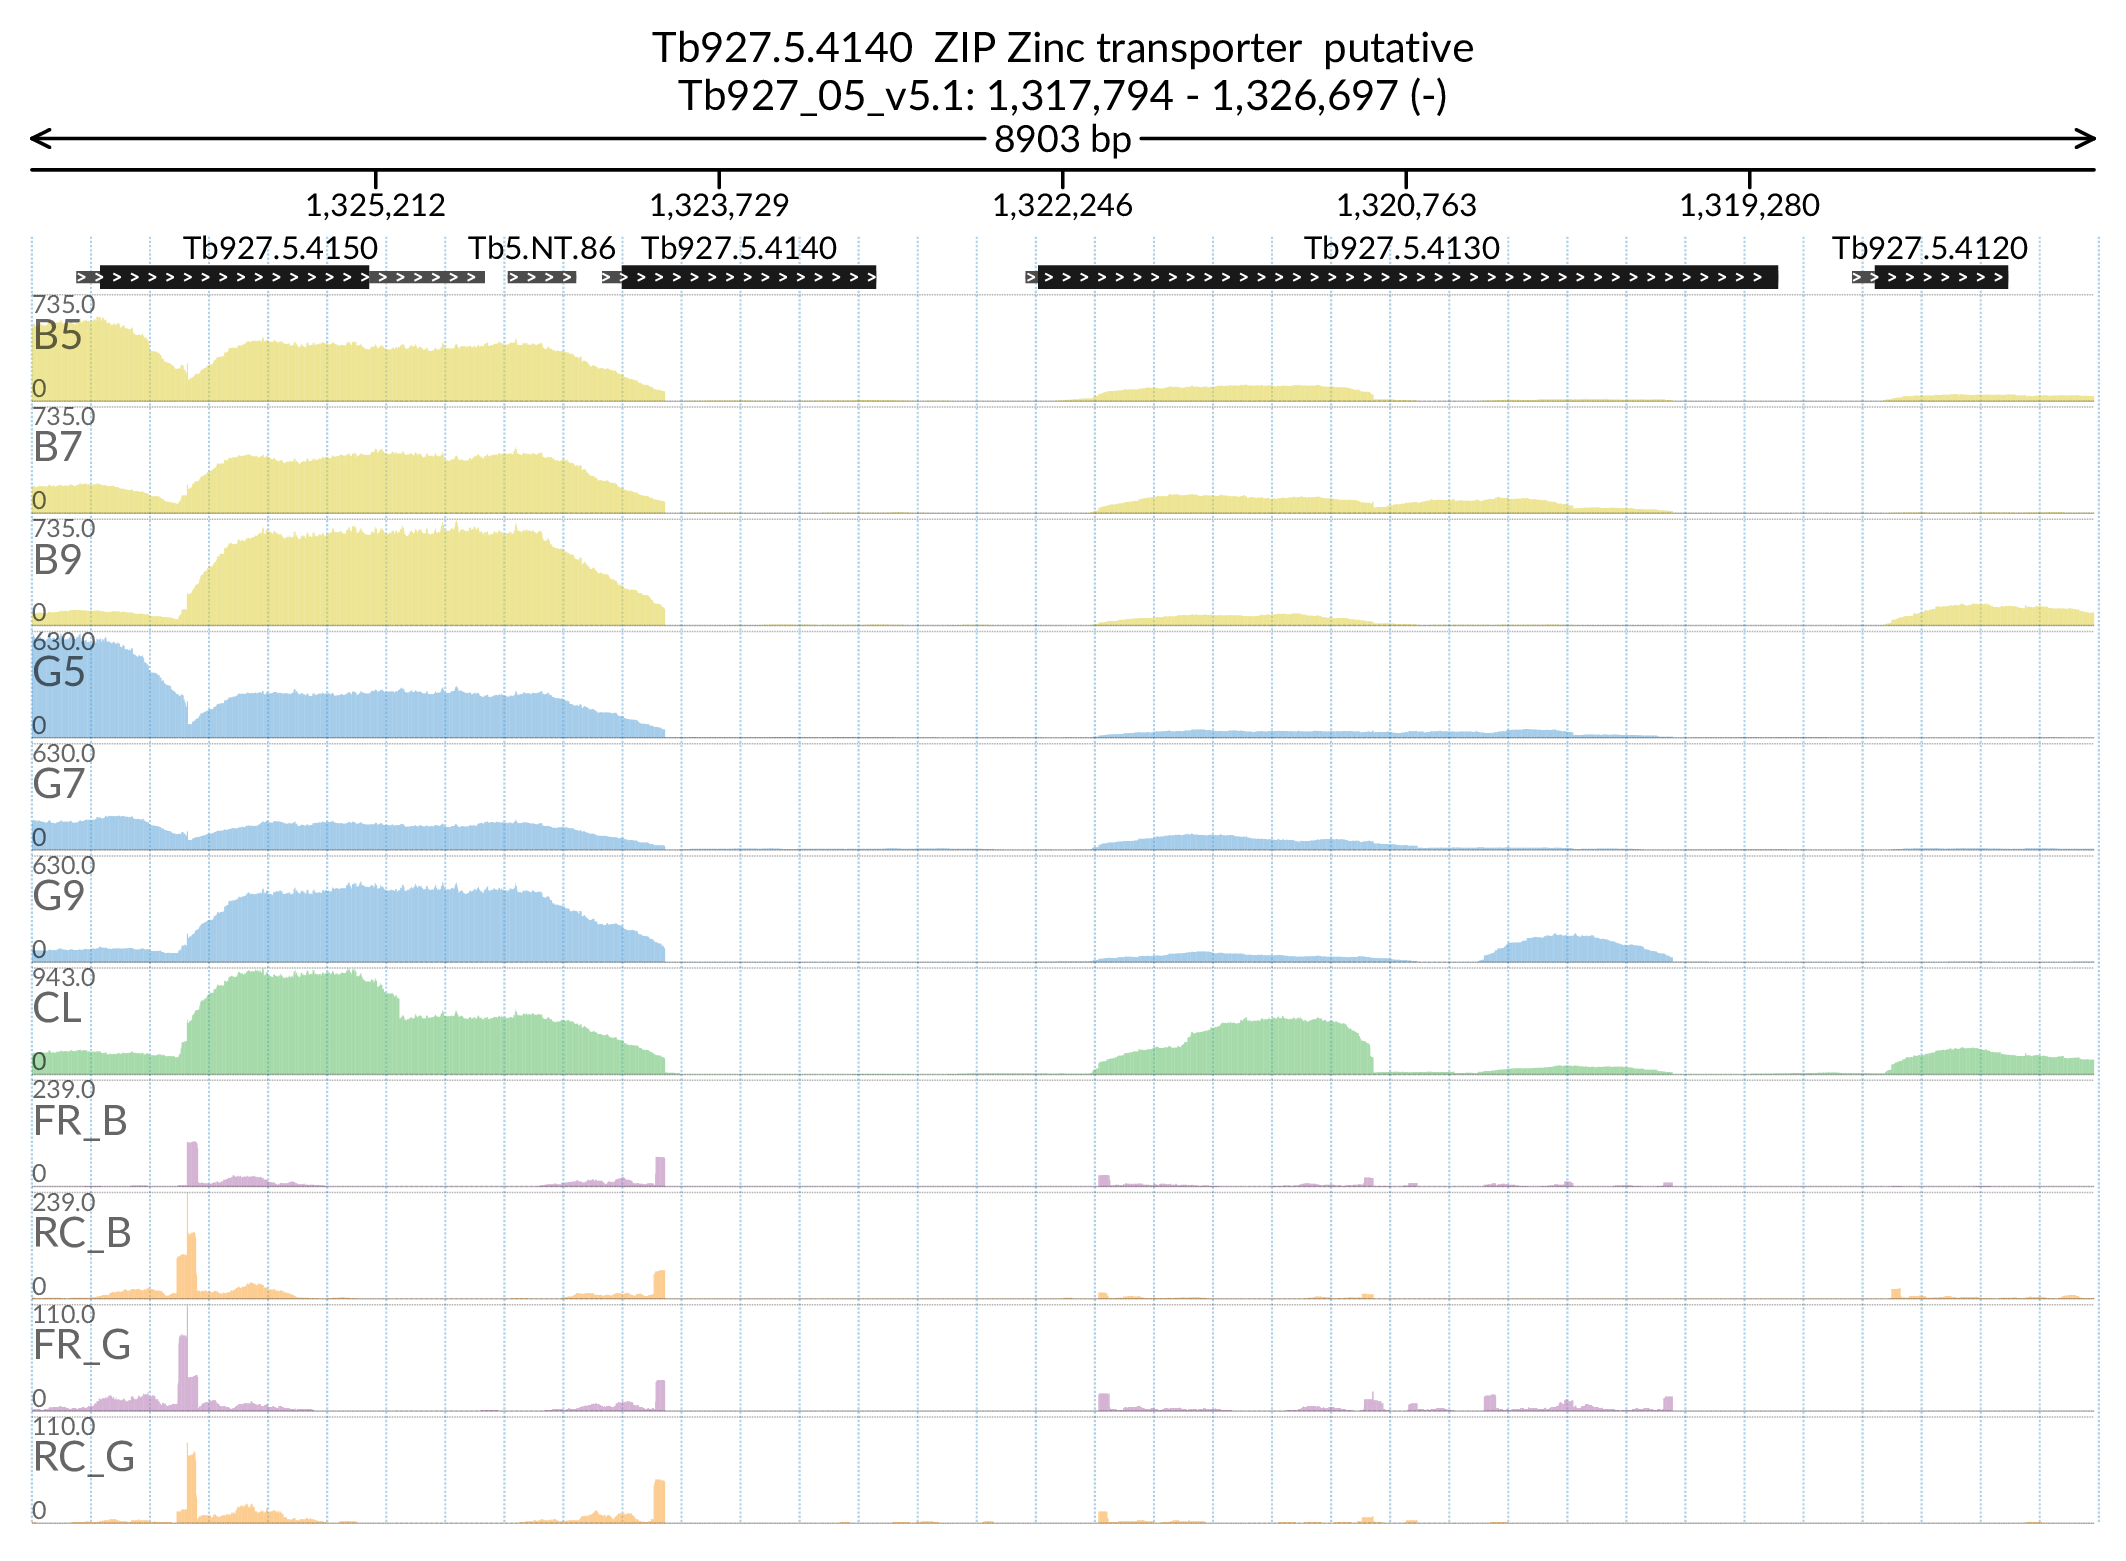 Tb927.5.4140  ZIP Zinc transporter  putative
Tb927_05_v5.1: 1,317,794 - 1,326,697 (-)
8903 bp
1,325,212 1,323,729 1,322,246 1,320,763 1,319,280
Tb927.5.4150 Tb5.NT.86 Tb927.5.4140 Tb927.5.4130 Tb927.5.4120
735.0
B5
0
735.0
B7
0
735.0
B9
0
630.0
G5
0
630.0
G7
0
630.0
G9
0
943.0
CL
0
239.0
FR_B
0
239.0
RC_B
0
110.0
FR_G
0
110.0
RC_G
0